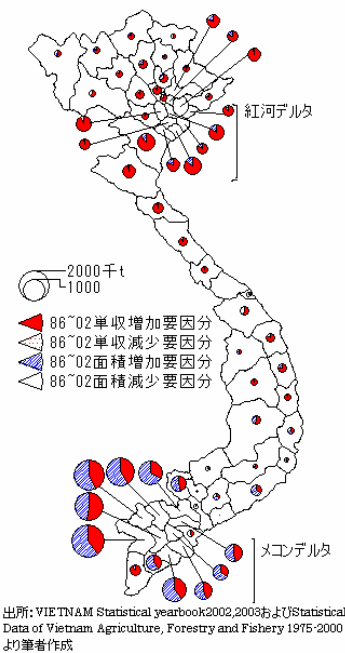 紅河デルタ
2000千t
1000
86~02単収増加要因分
86~02単収減少要因分
86~02面積増加要因分
86~02面積減少要因分
メコンデルタ
出所: VIETNAM Statistical yearbook2002,2003およびStatistical
Data of Vietnam Agriculture, Forestry and Fishery 1975-2000
より筆者作成